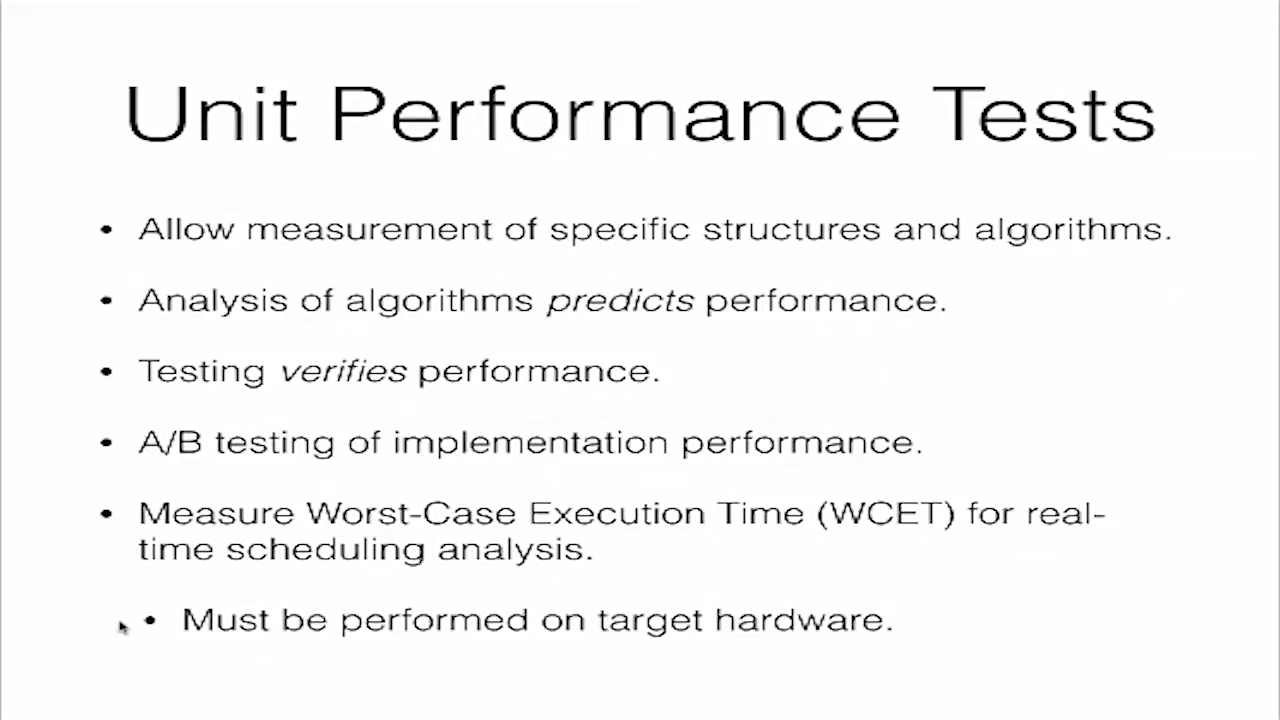 Unit Performance Tests
• Allow measurement of specific structures and algorithms.
• Analysis of algorithms predicts performance.
• Testing verifies performance.
• A/B testing of implementation performance.
• Measure Worst-Case Execution Time (WCET) for real-
time scheduling analysis.
• Must be performed on target hardware.